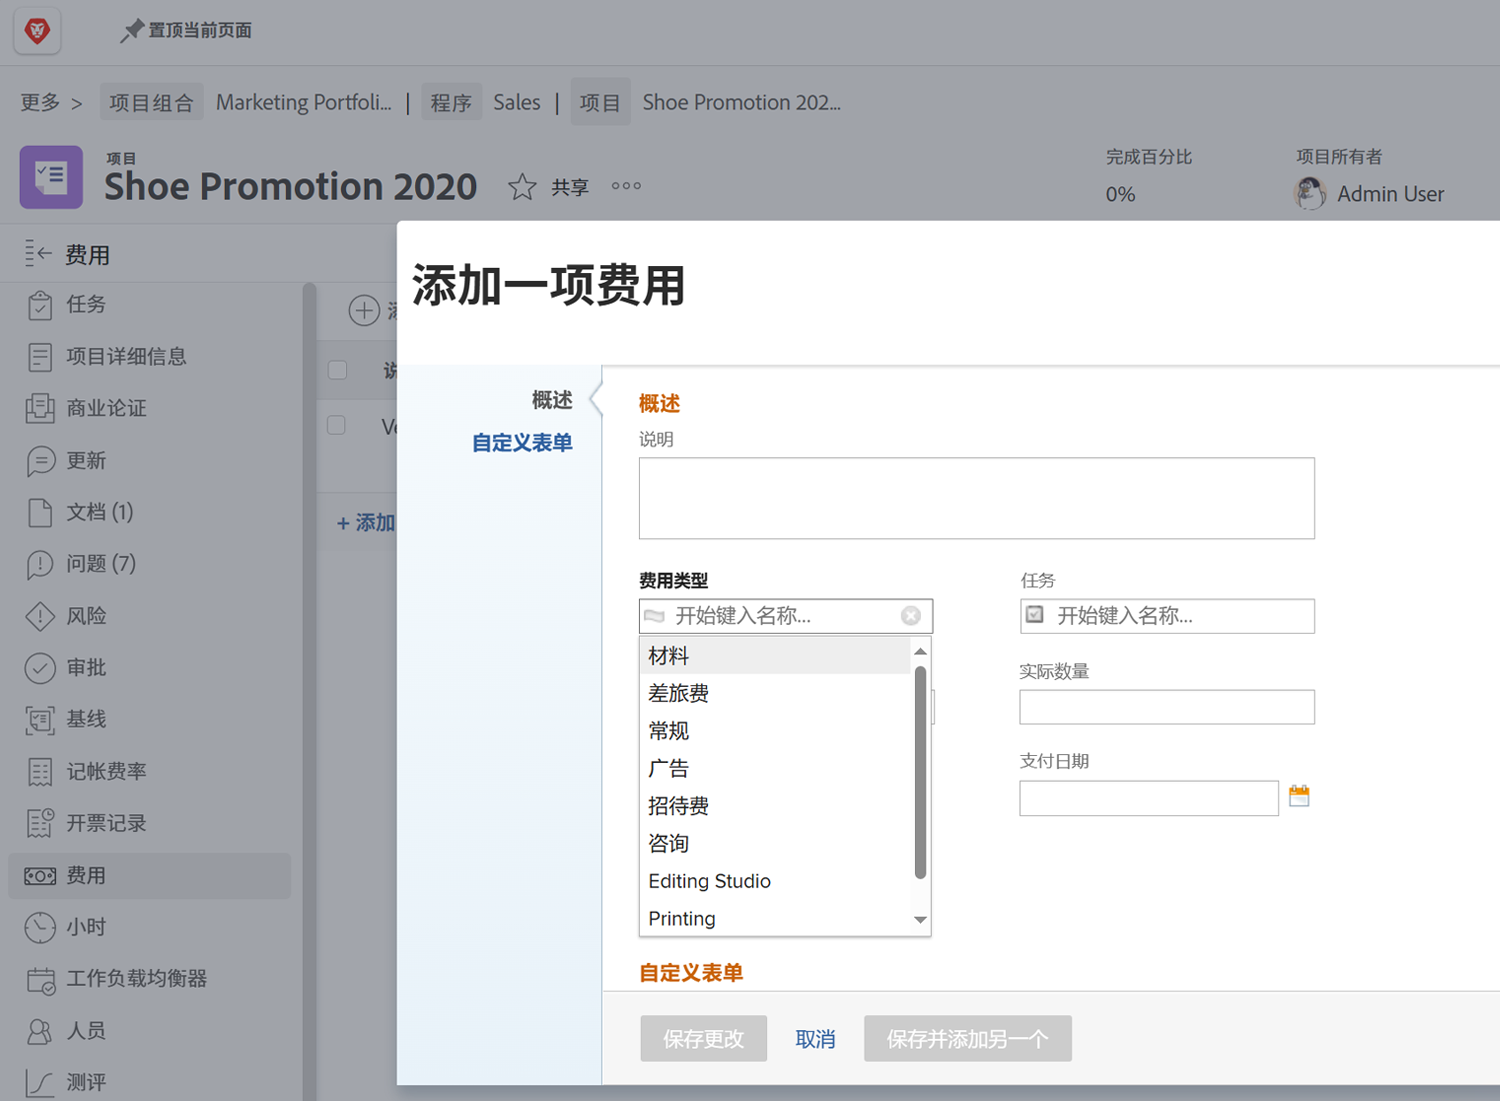 置顶当前页面
更多 > 项目组合 Marketing Portfoli... | 程序 Sales | 项目 Shoe Promotion 202...
项目
Shoe Promotion 2020 共享
完成百分比
0%
项目所有者
Admin User
费用
任务
项目详细信息
商业论证
更新
文档 (1)
问题 (7)
风险
审批
基线
记帐费率
开票记录
费用
小时
工作负载均衡器
人员
测评
+ 添加
添加一项费用
概述
自定义表单
概述
说明
费用类型
开始键入名称...
材料
差旅费
常规
广告
招待费
咨询
Editing Studio
Printing
任务
开始键入名称...
实际数量
支付日期
自定义表单
保存更改 取消 保存并添加另一个